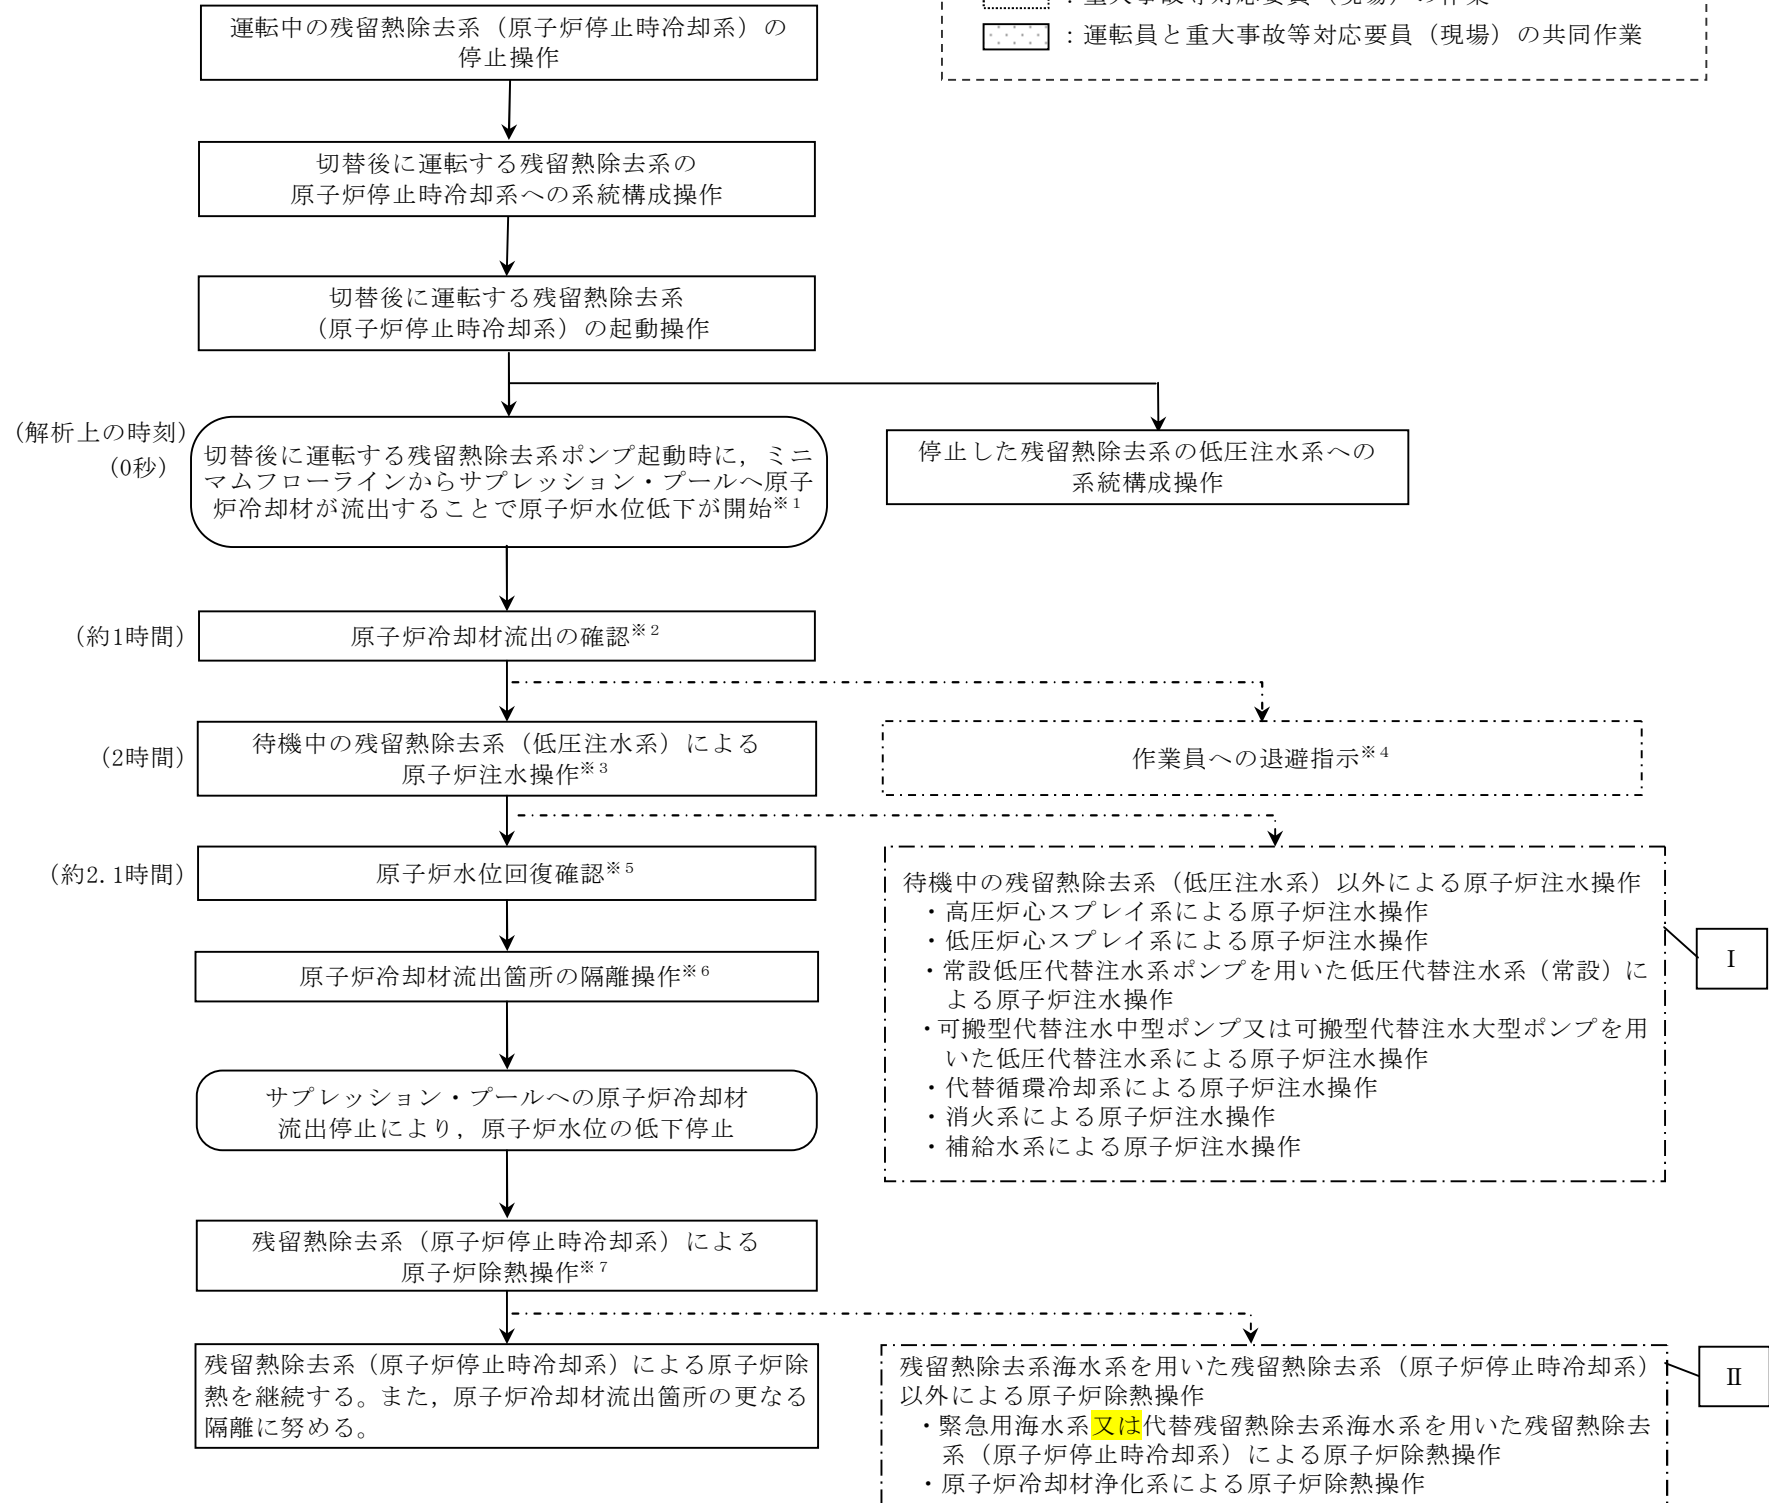 ：重大事故等対応要員（現場）の作業
：運転員と重大事故等対応要員（現場）の共同作業
運転中の残留熱除去系（原子炉停止時冷却系）の
停止操作
切替後に運転する残留熱除去系の
原子炉停止時冷却系への系統構成操作
切替後に運転する残留熱除去系
（原子炉停止時冷却系）の起動操作
（解析上の時刻）
（0秒）
切替後に運転する残留熱除去系ポンプ起動時に，ミニ
マムフローラインからサプレッション・プールへ原子
炉冷却材が流出することで原子炉水位低下が開始※1
停止した残留熱除去系の低圧注水系への
系統構成操作
（約1時間）
原子炉冷却材流出の確認※2
（2時間）
待機中の残留熱除去系（低圧注水系）による
原子炉注水操作※3
作業員への退避指示※4
（約2.1時間）
原子炉水位回復確認※5
待機中の残留熱除去系（低圧注水系）以外による原子炉注水操作
・高圧炉心スプレイ系による原子炉注水操作
・低圧炉心スプレイ系による原子炉注水操作
・常設低圧代替注水系ポンプを用いた低圧代替注水系（常設）に
よる原子炉注水操作
・可搬型代替注水中型ポンプ又は可搬型代替注水大型ポンプを用
いた低圧代替注水系による原子炉注水操作
・代替循環冷却系による原子炉注水操作
・消火系による原子炉注水操作
・補給水系による原子炉注水操作
Ⅰ
原子炉冷却材流出箇所の隔離操作※6
サプレッション・プールへの原子炉冷却材
流出停止により，原子炉水位の低下停止
残留熱除去系（原子炉停止時冷却系）による
原子炉除熱操作※7
残留熱除去系（原子炉停止時冷却系）による原子炉除
熱を継続する。また，原子炉冷却材流出箇所の更なる
隔離に努める。
残留熱除去系海水系を用いた残留熱除去系（原子炉停止時冷却系）
以外による原子炉除熱操作
・緊急用海水系又は代替残留熱除去系海水系を用いた残留熱除去
系（原子炉停止時冷却系）による原子炉除熱操作
・原子炉冷却材浄化系による原子炉除熱操作
Ⅱ